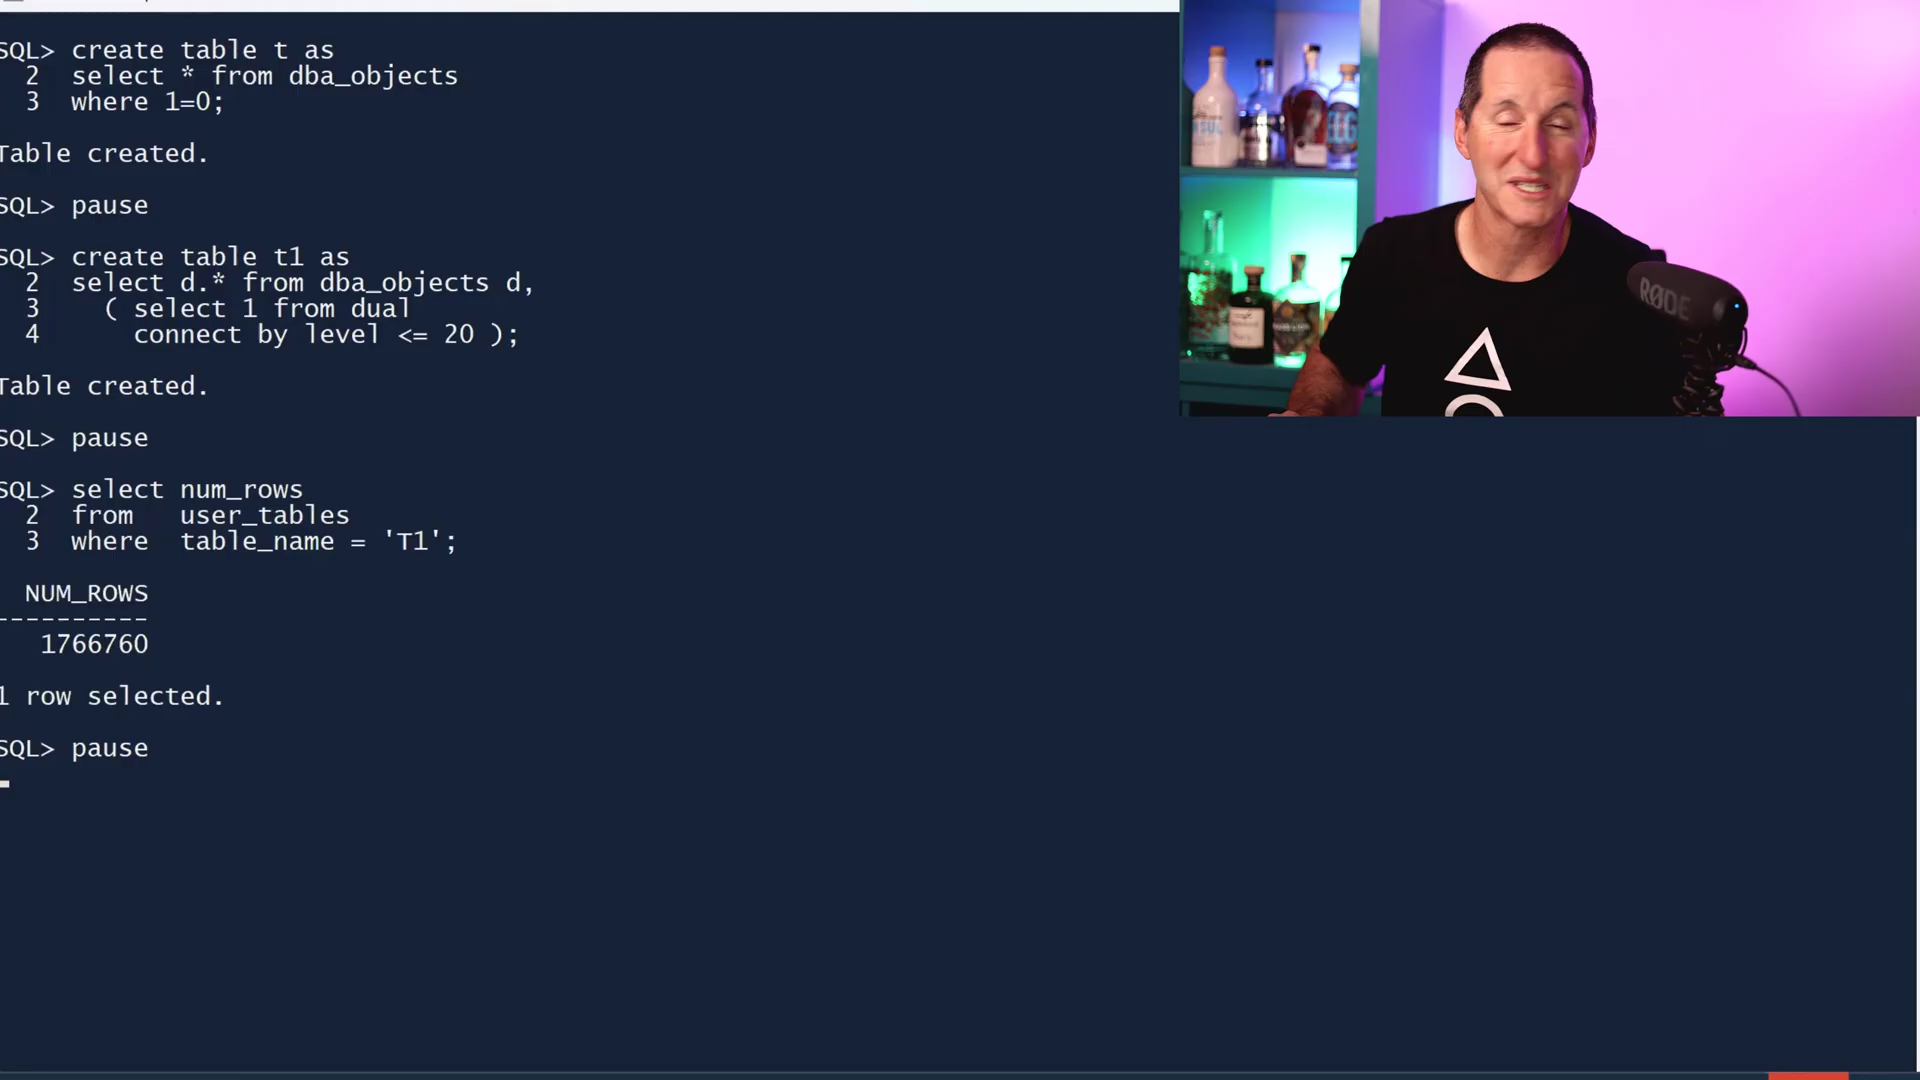 SQL> create table t as
2 select * from dba_objects
3 where 1=0;
Table created.
SQL> pause
SQL> create table t1 as
2 select d.* from dba_objects d,
3 ( select 1 from dual
4 connect by level <= 20 );
Table created.
SQL> pause
SQL> select num_rows
2 from user_tables
3 where table_name = 'T1';
NUM_ROWS
----------
1766760
1 row selected.
SQL> pause
RØDE